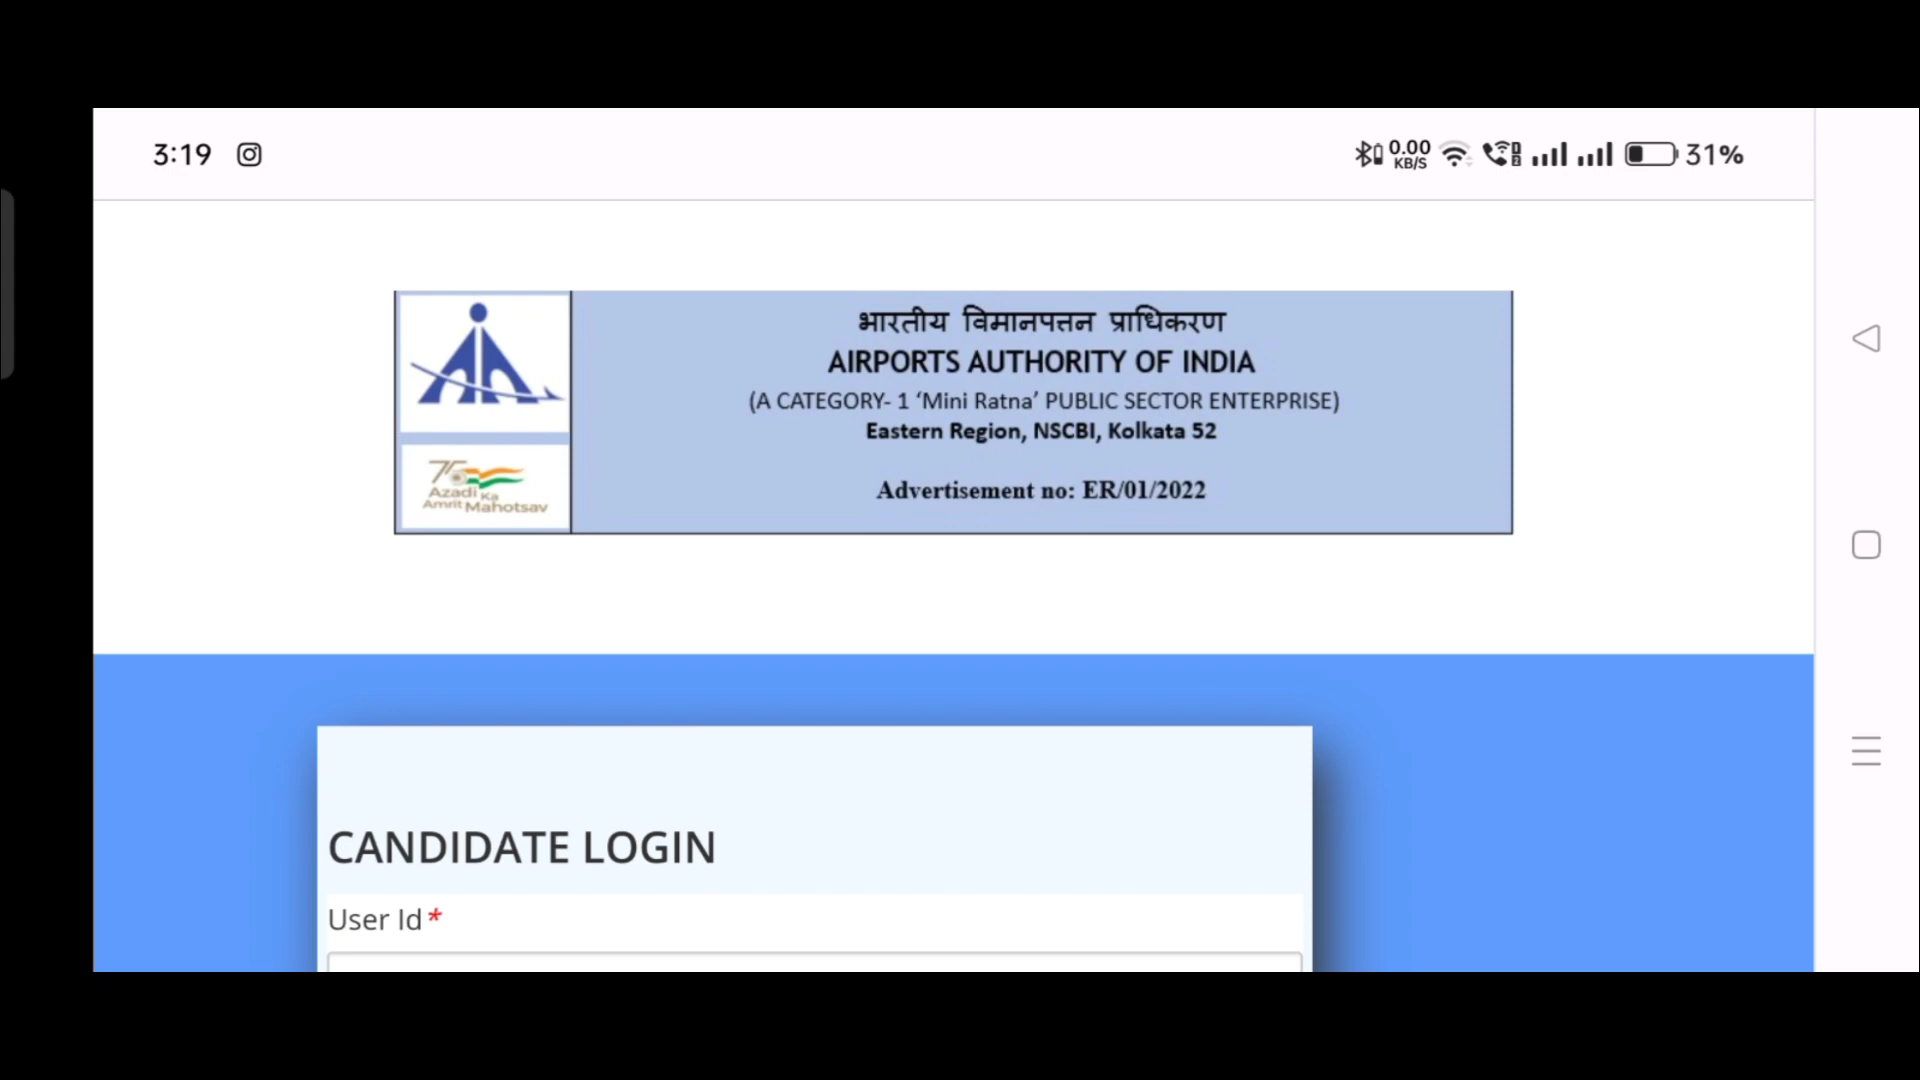 3:19
0.00
KB/S
31%
भारतीय विमानपत्तन प्राधिकरण
AIRPORTS AUTHORITY OF INDIA
(A CATEGORY- 1 ‘Mini Ratna’ PUBLIC SECTOR ENTERPRISE)
Eastern Region, NSCBI, Kolkata 52
Advertisement no: ER/01/2022
75
Azadi Ka
Amrit Mahotsav
CANDIDATE LOGIN
User Id*